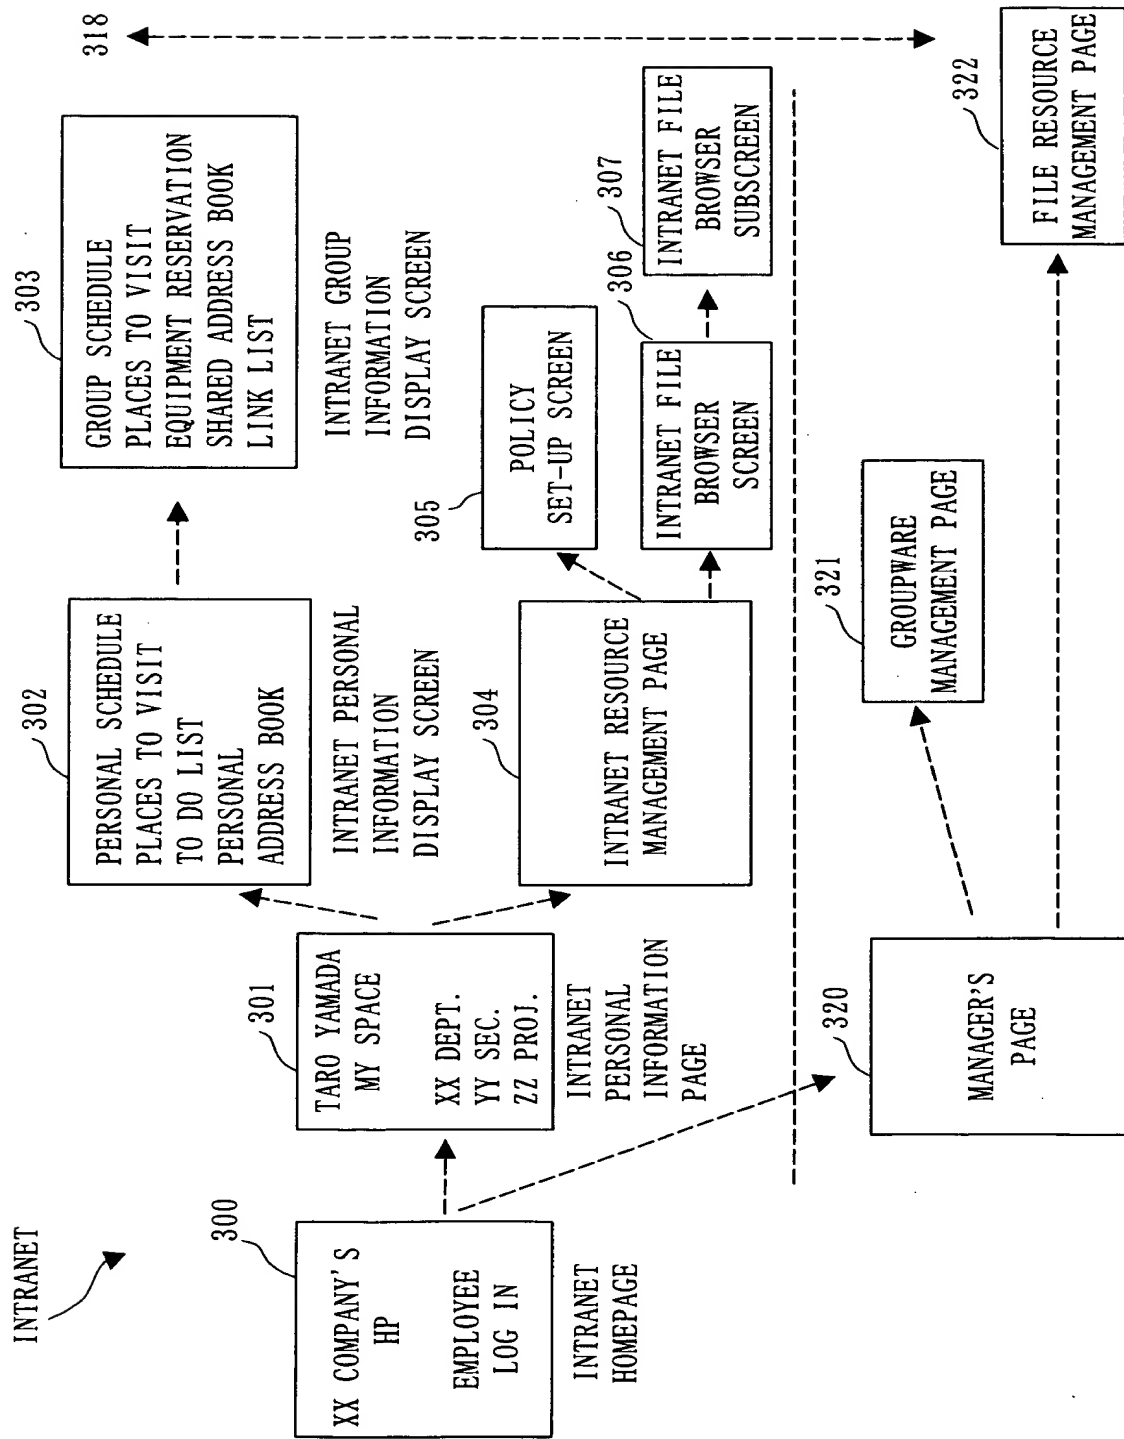 INTRANET
300
XX COMPANY'S
HP
EMPLOYEE
LOG IN
INTRANET
HOMEPAGE
301
TARO YAMADA
MY SPACE
XX DEPT.
YY SEC.
ZZ PROJ.
INTRANET
PERSONAL
INFORMATION
PAGE
302
PERSONAL SCHEDULE
PLACES TO VISIT
TO DO LIST
PERSONAL
ADDRESS BOOK
INTRANET PERSONAL
INFORMATION
DISPLAY SCREEN
303
GROUP SCHEDULE
PLACES TO VISIT
EQUIPMENT RESERVATION
SHARED ADDRESS BOOK
LINK LIST
INTRANET GROUP
INFORMATION
DISPLAY SCREEN
318
304
INTRANET RESOURCE
MANAGEMENT PAGE
305
POLICY
SET-UP SCREEN
306
INTRANET FILE
BROWSER
SCREEN
307
INTRANET FILE
BROWSER
SUBSCREEN
320
MANAGER'S
PAGE
321
GROUPWARE
MANAGEMENT PAGE
322
FILE RESOURCE
MANAGEMENT PAGE